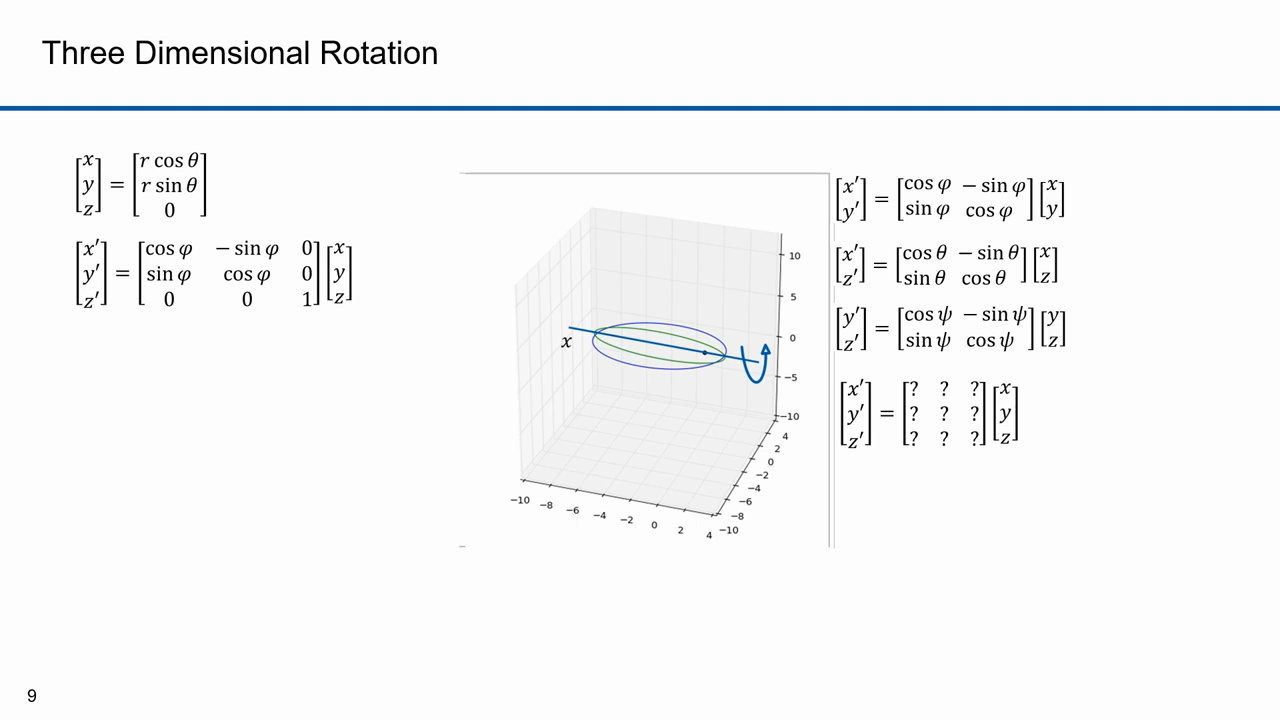 Three Dimensional Rotation
[x y z] = [r cos θ r sin θ 0]
[x′ y′ z′] = [cos φ − sin φ 0 sin φ cos φ 0 0 0 1] [x y z]
x
10
5
0
−5
−10
4
2
0
−2
−4
−6
−8
−10
−10 −8 −6 −4 −2 0 2 4
[x′ y′] = [cos φ − sin φ sin φ cos φ] [x y]
[x′ z′] = [cos θ − sin θ sin θ cos θ] [x z]
[y′ z′] = [cos ψ − sin ψ sin ψ cos ψ] [y z]
[x′ y′ z′] = [? ? ? ? ? ? ? ? ?] [x y z]
9